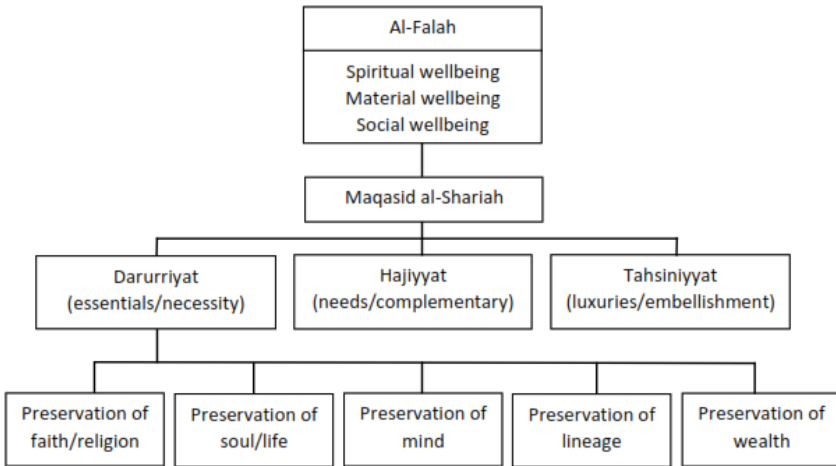 Al-Falah
Spiritual wellbeing
Material wellbeing
Social wellbeing
Maqasid al-Shariah
Darurriyat
(essentials/necessity)
Hajiyyat
(needs/complementary)
Tahsiniyyat
(luxuries/embellishment)
Preservation of
faith/religion
Preservation of
soul/life
Preservation of
mind
Preservation of
lineage
Preservation of
wealth